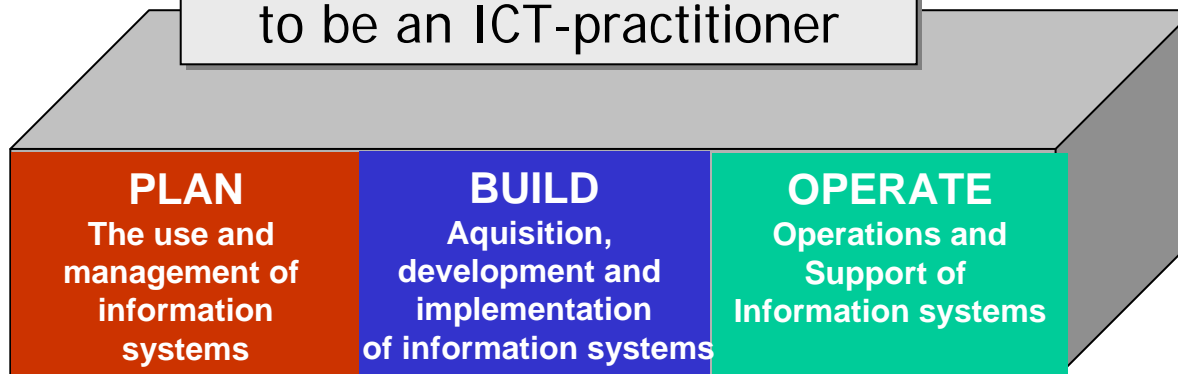 to be an ICT-practitioner
PLAN
The use and
management of
information
systems
BUILD
Aquisition,
development and
implementation
of information systems
OPERATE
Operations and
Support of
Information systems